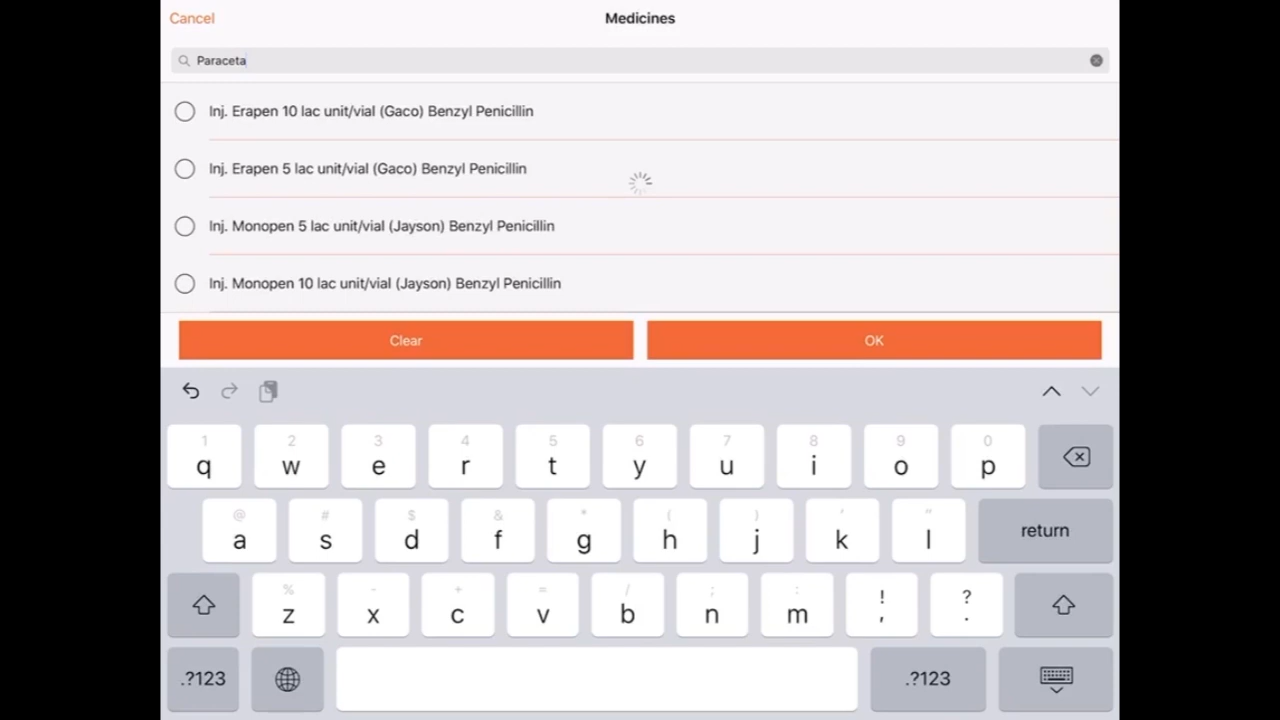 Cancel
Medicines
Paraceta
Inj. Erapen 10 lac unit/vial (Gaco) Benzyl Penicillin
Inj. Erapen 5 lac unit/vial (Gaco) Benzyl Penicillin
Inj. Monopen 5 lac unit/vial (Jayson) Benzyl Penicillin
Inj. Monopen 10 lac unit/vial (Jayson) Benzyl Penicillin
Clear
OK
1 2 3 4 5 6 7 8 9 0
q w e r t y u i o p
@ # $ & * ( ) ' "
a s d f g h j k l return
% - + = / ; : ! ?
z x c v b n m , .
.?123 .?123